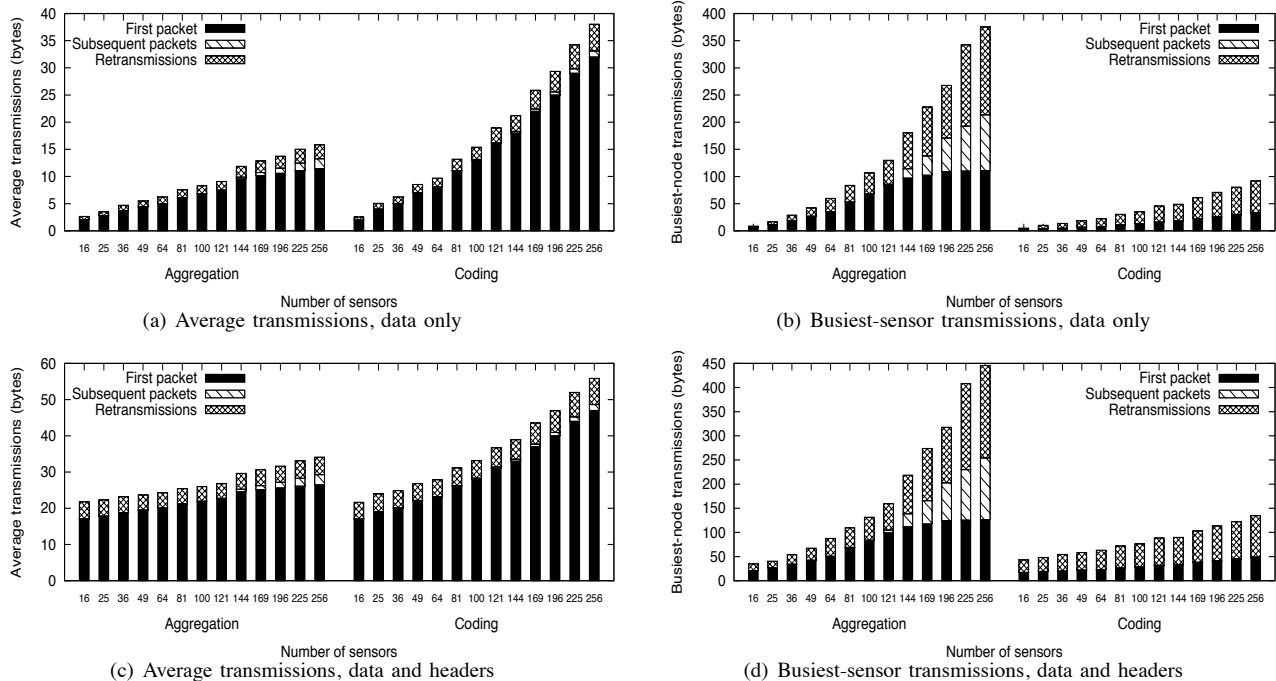 Average transmissions (bytes)
40
35
30
25
20
15
10
5
0
First packet
Subsequent packets
Retransmissions
16 25 36 49 64 81 100 121 144 169 196 225 256 16 25 36 49 64 81 100 121 144 169 196 225 256
Aggregation Coding
Number of sensors
(a) Average transmissions, data only
Busiest-node transmissions (bytes)
400
350
300
250
200
150
100
50
0
First packet
Subsequent packets
Retransmissions
16 25 36 49 64 81 100 121 144 169 196 225 256 16 25 36 49 64 81 100 121 144 169 196 225 256
Aggregation Coding
Number of sensors
(b) Busiest-sensor transmissions, data only
Average transmissions (bytes)
60
50
40
30
20
10
0
First packet
Subsequent packets
Retransmissions
16 25 36 49 64 81 100 121 144 169 196 225 256 16 25 36 49 64 81 100 121 144 169 196 225 256
Aggregation Coding
Number of sensors
(c) Average transmissions, data and headers
Busiest-node transmissions (bytes)
450
400
350
300
250
200
150
100
50
0
First packet
Subsequent packets
Retransmissions
16 25 36 49 64 81 100 121 144 169 196 225 256 16 25 36 49 64 81 100 121 144 169 196 225 256
Aggregation Coding
Number of sensors
(d) Busiest-sensor transmissions, data and headers